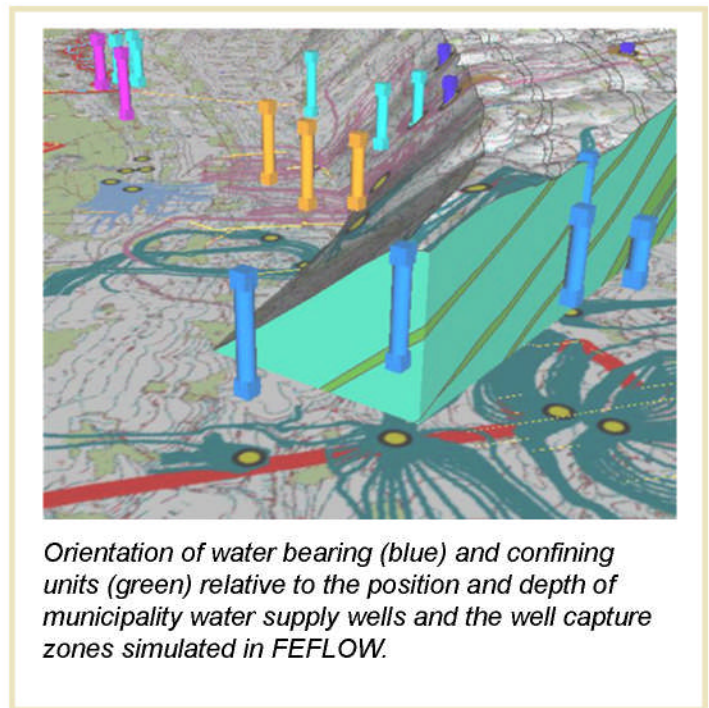 Orientation of water bearing (blue) and confining
units (green) relative to the position and depth of
municipality water supply wells and the well capture
zones simulated in FEFLOW.